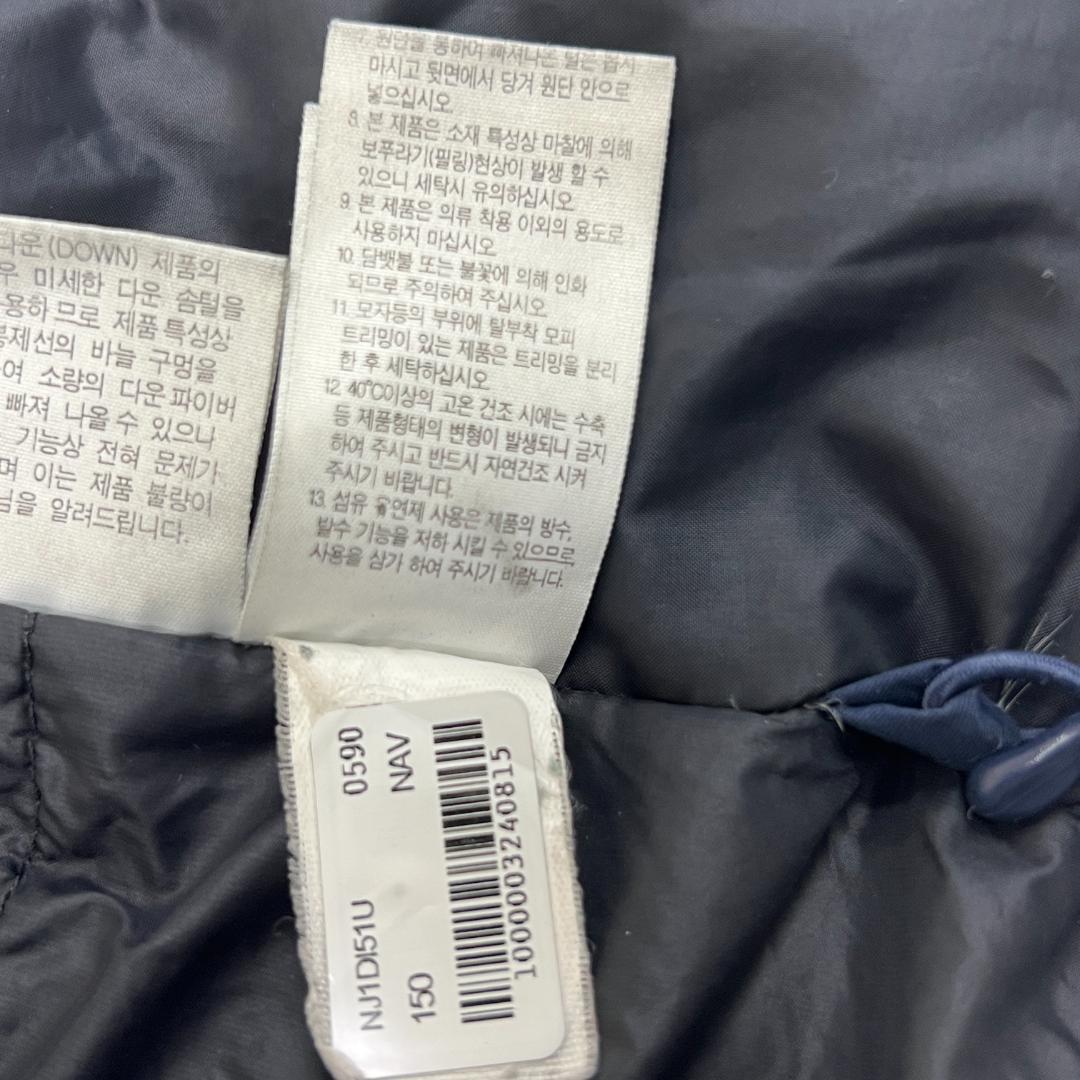 7. 원단을 통하여 빠져나온 털은 뽑지
마시고 뒷면에서 당겨 원단 안으로
넣으십시오.
8. 본 제품은 소재 특성상 마찰에 의해
보푸라기(필링)현상이 발생 할 수
있으니 세탁시 유의하십시오.
9. 본 제품은 의류 착용 이외의 용도로
사용하지 마십시오.
10. 담뱃불 또는 불꽃에 의해 인화
되므로 주의하여 주십시오.
11. 모자등의 부위에 탈부착 모피
트리밍이 있는 제품은 트리밍을 분리
한 후 세탁하십시오.
12. 40℃이상의 고온 건조 시에는 수축
등 제품형태의 변형이 발생되니 금지
하여 주시고 반드시 자연건조 시켜
주시기 바랍니다.
13. 섬유 유연제 사용은 제품의 방수,
발수 기능을 저하 시킬 수 있으므로
사용을 삼가 하여 주시기 바랍니다.
다운(DOWN) 제품의
미세한 다운 솜털을
제품 특성상
바늘 구멍을
소량의 다운파이버
빠져 나올 수 있으나
기능상 전혀 문제가
이는 제품 불량이
알려드립니다.
NJ1DI51U 0590
150 NAV
1000003240815